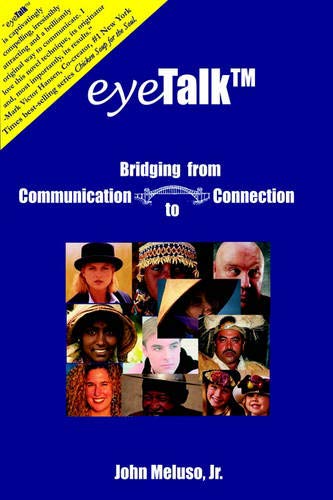 "eyeTalk™
is captivatingly
compelling, irresistibly
intriguing and a brilliantly
original way to communicate. I
love this novel technique, its originator
and, most importantly, its results."
-Mark Victor Hansen, Co-creator, #1 New York
Times best-selling series Chicken Soup for the Soul
eyeTalk™
Bridging from
Communication Connection
to
John Meluso, Jr.